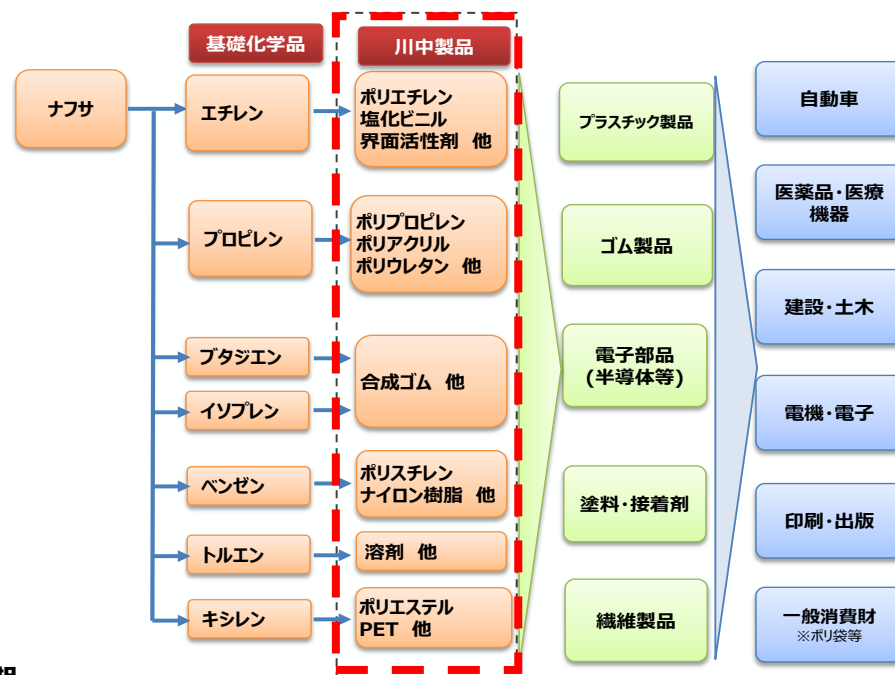 基礎化学品
川中製品
ナフサ
エチレン
ポリエチレン
塩化ビニル
界面活性剤 他
プロピレン
ポリプロピレン
ポリアクリル
ポリウレタン 他
ブタジエン
イソプレン
合成ゴム 他
ベンゼン
ポリスチレン
ナイロン樹脂 他
トルエン
溶剤 他
キシレン
ポリエステル
PET 他
プラスチック製品
ゴム製品
電子部品
(半導体等)
塗料・接着剤
繊維製品
自動車
医薬品・医療
機器
建設・土木
電機・電子
印刷・出版
一般消費財
※ポリ袋等